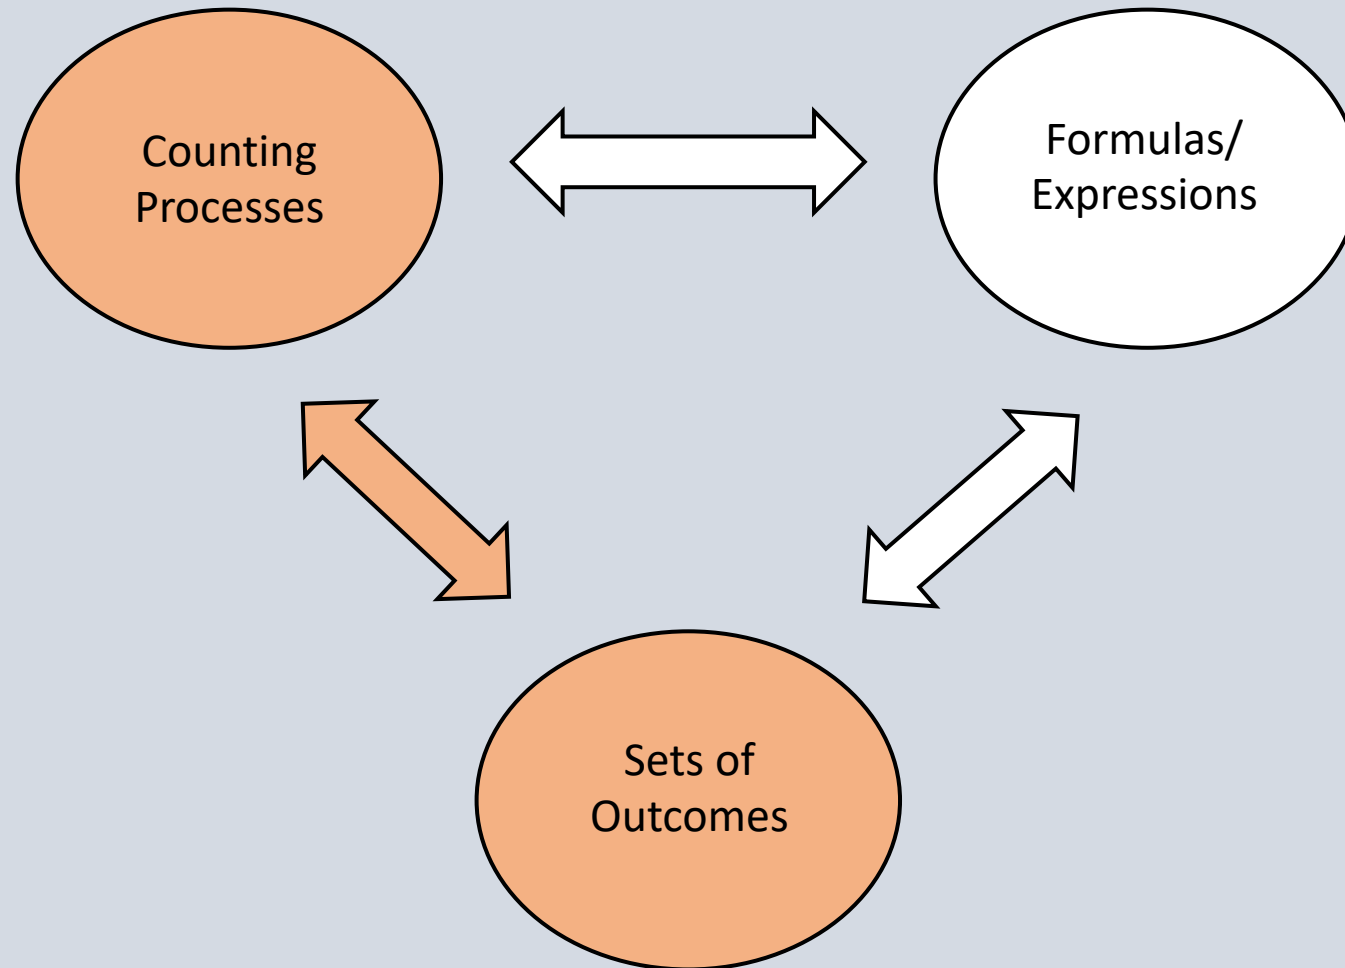 Counting
Processes
Formulas/
Expressions
Sets of
Outcomes